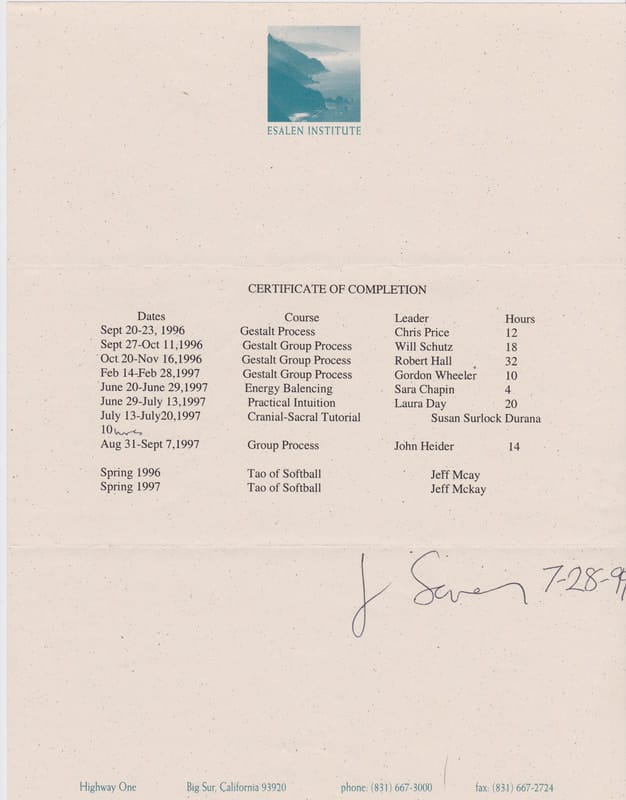 ESALEN INSTITUTE
CERTIFICATE OF COMPLETION
Dates Course Leader Hours
Sept 20-23, 1996 Gestalt Process Chris Price 12
Sept 27-Oct 11,1996 Gestalt Group Process Will Schutz 18
Oct 20-Nov 16,1996 Gestalt Group Process Robert Hall 32
Feb 14-Feb 28,1997 Gestalt Group Process Gordon Wheeler 10
June 20-June 29,1997 Energy Balencing Sara Chapin 4
June 29-July 13,1997 Practical Intuition Laura Day 20
July 13-July20,1997 Cranial-Sacral Tutorial Susan Surlock Durana
10
Aug 31-Sept 7,1997 Group Process John Heider 14
Spring 1996 Tao of Softball Jeff Mcay
Spring 1997 Tao of Softball Jeff Mckay
Highway One Big Sur, California 93920 phone: (831) 667-3000 fax: (831) 667-2724